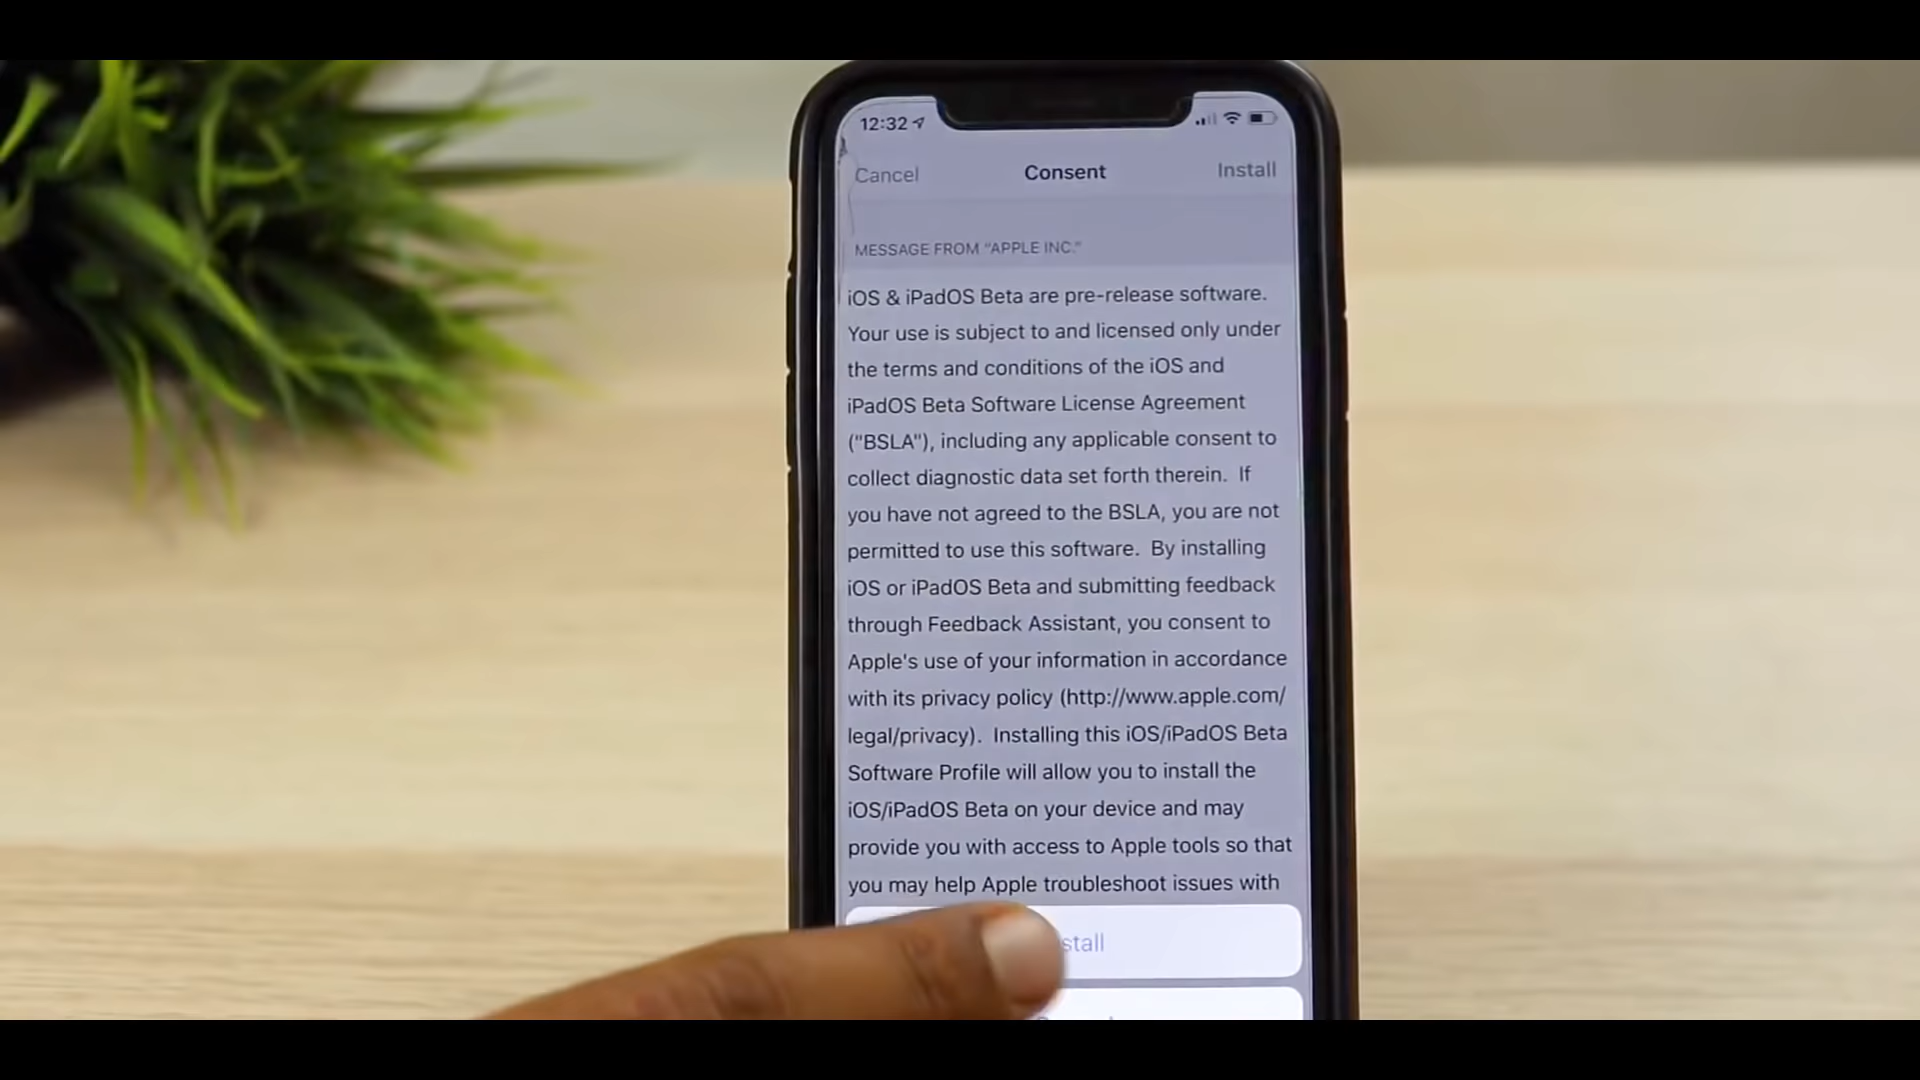 12:32
Cancel Consent Install
MESSAGE FROM "APPLE INC."
iOS & iPadOS Beta are pre-release software.
Your use is subject to and licensed only under
the terms and conditions of the iOS and
iPadOS Beta Software License Agreement
("BSLA"), including any applicable consent to
collect diagnostic data set forth therein.  If
you have not agreed to the BSLA, you are not
permitted to use this software.  By installing
iOS or iPadOS Beta and submitting feedback
through Feedback Assistant, you consent to
Apple's use of your information in accordance
with its privacy policy (http://www.apple.com/
legal/privacy).  Installing this iOS/iPadOS Beta
Software Profile will allow you to install the
iOS/iPadOS Beta on your device and may
provide you with access to Apple tools so that
you may help Apple troubleshoot issues with
stall